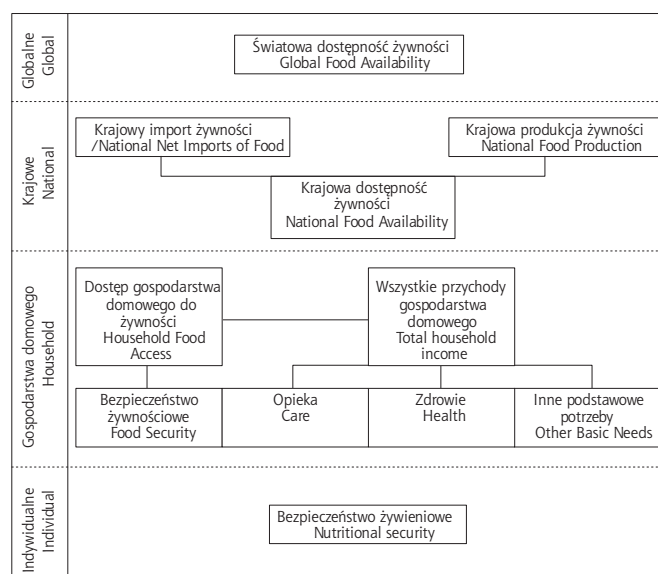 Globalne
Global
Światowa dostępność żywności
Global Food Availability
Krajowe
National
Krajowy import żywności
/National Net Imports of Food
Krajowa produkcja żywności
National Food Production
Krajowa dostępność
żywności
National Food Availability
Gospodarstwa domowego
Household
Dostęp gospodarstwa
domowego do
żywności
Household Food
Access
Wszystkie przychody
gospodarstwa
domowego
Total household
income
Bezpieczeństwo
żywnościowe
Food Security
Opieka
Care
Zdrowie
Health
Inne podstawowe
potrzeby
Other Basic Needs
Indywidualne
Individual
Bezpieczeństwo żywieniowe
Nutritional security